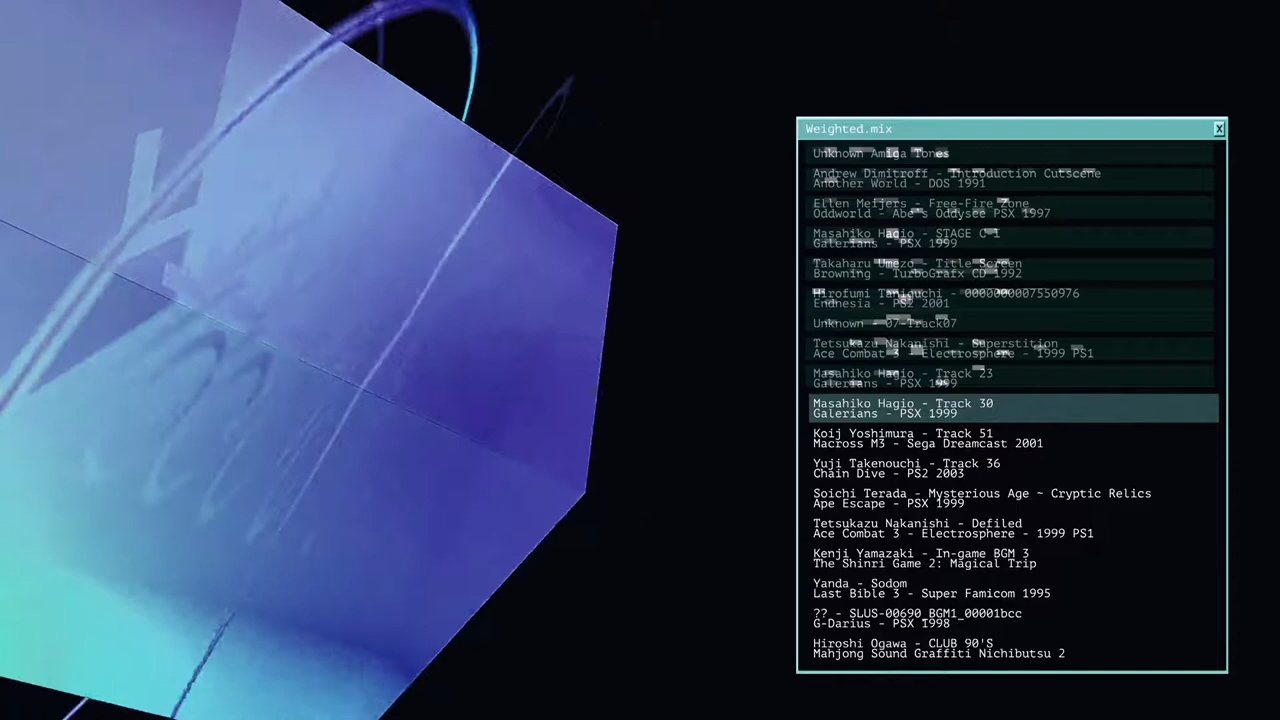 Weighted.mix
X
Unknown Amiga Tones
Andrew Dimitroff - Introduction Cutscene
Another World - DOS 1991
Ellen Meijers - Free-Fire Zone
Oddworld - Abe's Oddysee PSX 1997
Masahiko Hagio - STAGE C-1
Galerians - PSX 1999
Takaharu Umezo - Title Screen
Browning - TurboGrafx CD 1992
Hirofumi Taniguchi - 0000000007550976
Endnesia - PS2 2001
Unknown - 07-Track07
Tetsukazu Nakanishi - Superstition
Ace Combat 3 - Electrosphere - 1999 PS1
Masahiko Hagio - Track 23
Galerians - PSX 1999
Masahiko Hagio - Track 30
Galerians - PSX 1999
Koij Yoshimura - Track 51
Macross M3 - Sega Dreamcast 2001
Yuji Takenouchi - Track 36
Chain Dive - PS2 2003
Soichi Terada - Mysterious Age ~ Cryptic Relics
Ape Escape - PSX 1999
Tetsukazu Nakanishi - Defiled
Ace Combat 3 - Electrosphere - 1999 PS1
Kenji Yamazaki - In-game BGM 3
The Shinri Game 2: Magical Trip
Yanda - Sodom
Last Bible 3 - Super Famicom 1995
?? - SLUS-00690_BGM1_00001bcc
G-Darius - PSX 1998
Hiroshi Ogawa - CLUB 90'S
Mahjong Sound Graffiti Nichibutsu 2